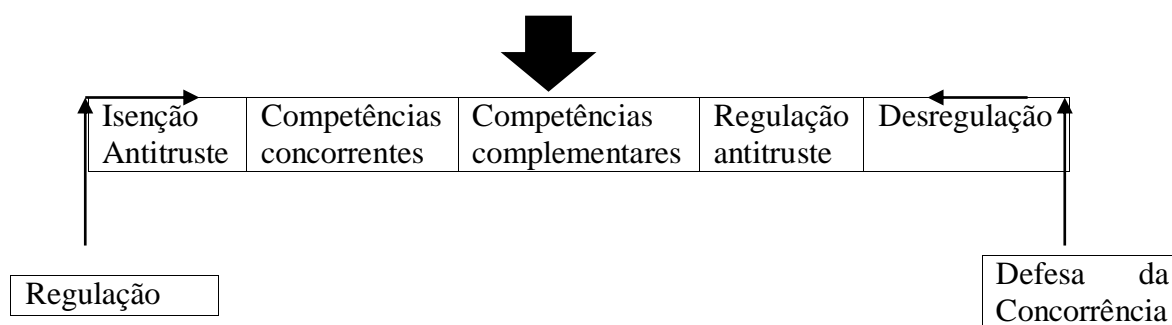 Isenção
Antitruste
Competências
concorrentes
Competências
complementares
Regulação
antitruste
Desregulação
Regulação
Defesa da
Concorrência